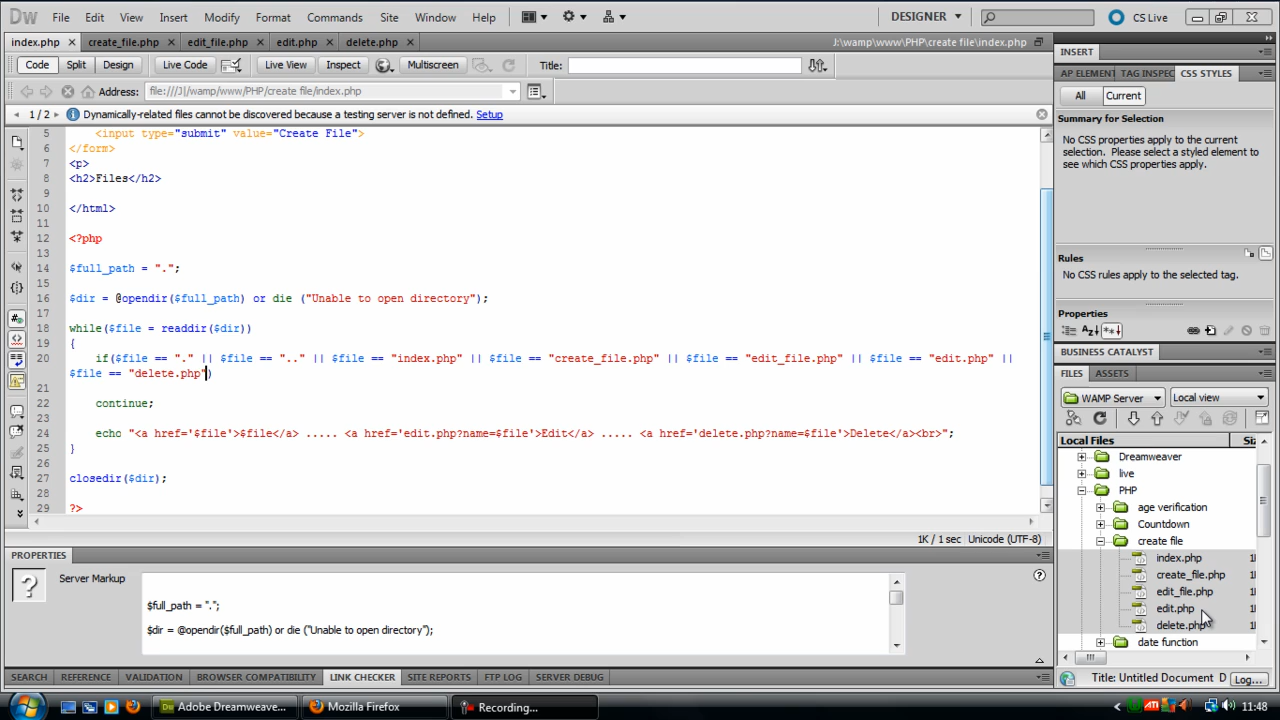 Dw File Edit View Insert Modify Format Commands Site Window Help DESIGNER CS Live
index.php × create_file.php × edit_file.php × edit.php × delete.php × J:\wamp\www\PHP\create file\index.php
Code Split Design Live Code Live View Inspect Multiscreen Title:
Address: file:///J|/wamp/www/PHP/create file/index.php
1/2 Dynamically-related files cannot be discovered because a testing server is not defined. Setup
5 <input type="submit" value="Create File">
6 </form>
7 <p>
8 <h2>Files</h2>
9
10 </html>
11
12 <?php
13
14 $full_path = ".";
15
16 $dir = @opendir($full_path) or die ("Unable to open directory");
17
18 while($file = readdir($dir))
19 {
20 if($file == "." || $file == ".." || $file == "index.php" || $file == "create_file.php" || $file == "edit_file.php" || $file == "edit.php" ||
$file == "delete.php")
21
22 continue;
23
24 echo "<a href='$file'>$file</a> ..... <a href='edit.php?name=$file'>Edit</a> ..... <a href='delete.php?name=$file'>Delete</a><br>";
25 }
26
27 closedir($dir);
28
29 ?>
1K / 1 sec Unicode (UTF-8)
PROPERTIES
? Server Markup
$full_path = ".";
$dir = @opendir($full_path) or die ("Unable to open directory");
SEARCH REFERENCE VALIDATION BROWSER COMPATIBILITY LINK CHECKER SITE REPORTS FTP LOG SERVER DEBUG
INSERT
AP ELEMENT TAG INSPEC CSS STYLES
All Current
Summary for Selection
No CSS properties apply to the current
selection. Please select a styled element to
see which CSS properties apply.
Rules
No CSS rules apply to the selected tag.
Properties
Az↓ **↓
BUSINESS CATALYST
FILES ASSETS
WAMP Server Local view
Local Files Si
Dreamweaver
live
PHP
age verification
Countdown
create file
index.php 1
create_file.php 1
edit_file.php 1
edit.php 1
delete.php 1
date function
Title: Untitled Document D Log...
Adobe Dreamweave... Mozilla Firefox Recording... ATI 11:48